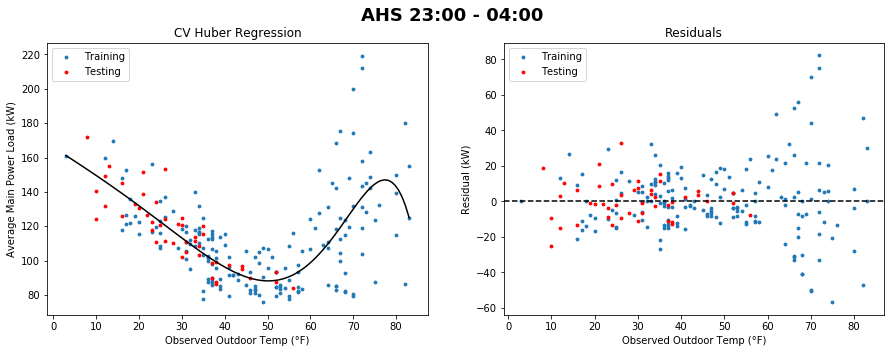 AHS 23:00 - 04:00
CV Huber Regression
Training
Testing
220
200
180
160
140
120
100
80
Average Main Power Load (kW)
0 10 20 30 40 50 60 70 80
Observed Outdoor Temp (°F)
Residuals
Training
Testing
80
60
40
20
0
−20
−40
−60
Residual (kW)
0 10 20 30 40 50 60 70 80
Observed Outdoor Temp (°F)